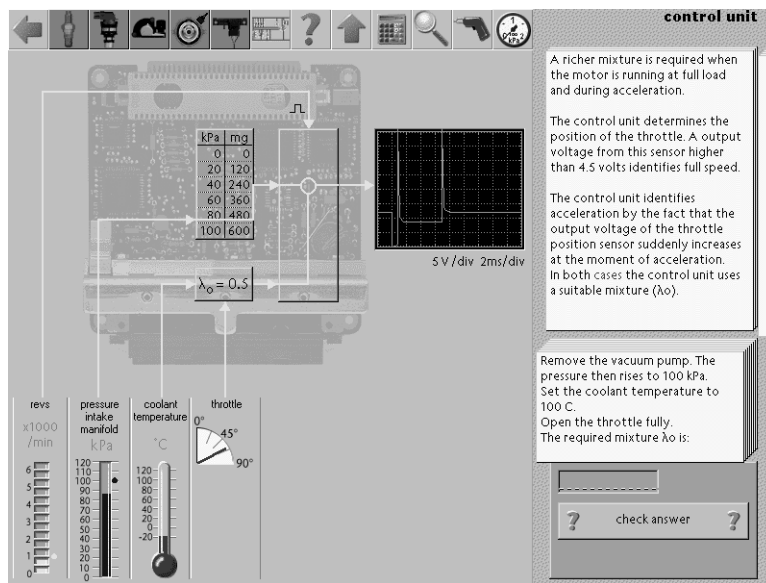 control unit
A richer mixture is required when
the motor is running at full load
and during acceleration.
The control unit determines the
position of the throttle. A output
voltage from this sensor higher
than 4.5 volts identifies full speed.
The control unit identifies
acceleration by the fact that the
output voltage of the throttle
position sensor suddenly increases
at the moment of acceleration.
In both cases the control unit uses
a suitable mixture (λo).
kPa mg
0 0
20 120
40 240
60 360
80 480
100 600
λo = 0.5
5 V/div 2ms/div
Remove the vacuum pump. The
pressure then rises to 100 kPa.
Set the coolant temperature to
100 C.
Open the throttle fully.
The required mixture λo is:
? check answer ?
revs
x1000
/min
6
5
4
3
2
1
0
pressure
intake
manifold
kPa
120
110
100
90
80
70
60
50
40
30
20
10
0
coolant
temperature
°C
120
100
80
60
40
20
0
-20
throttle
0°
45°
90°